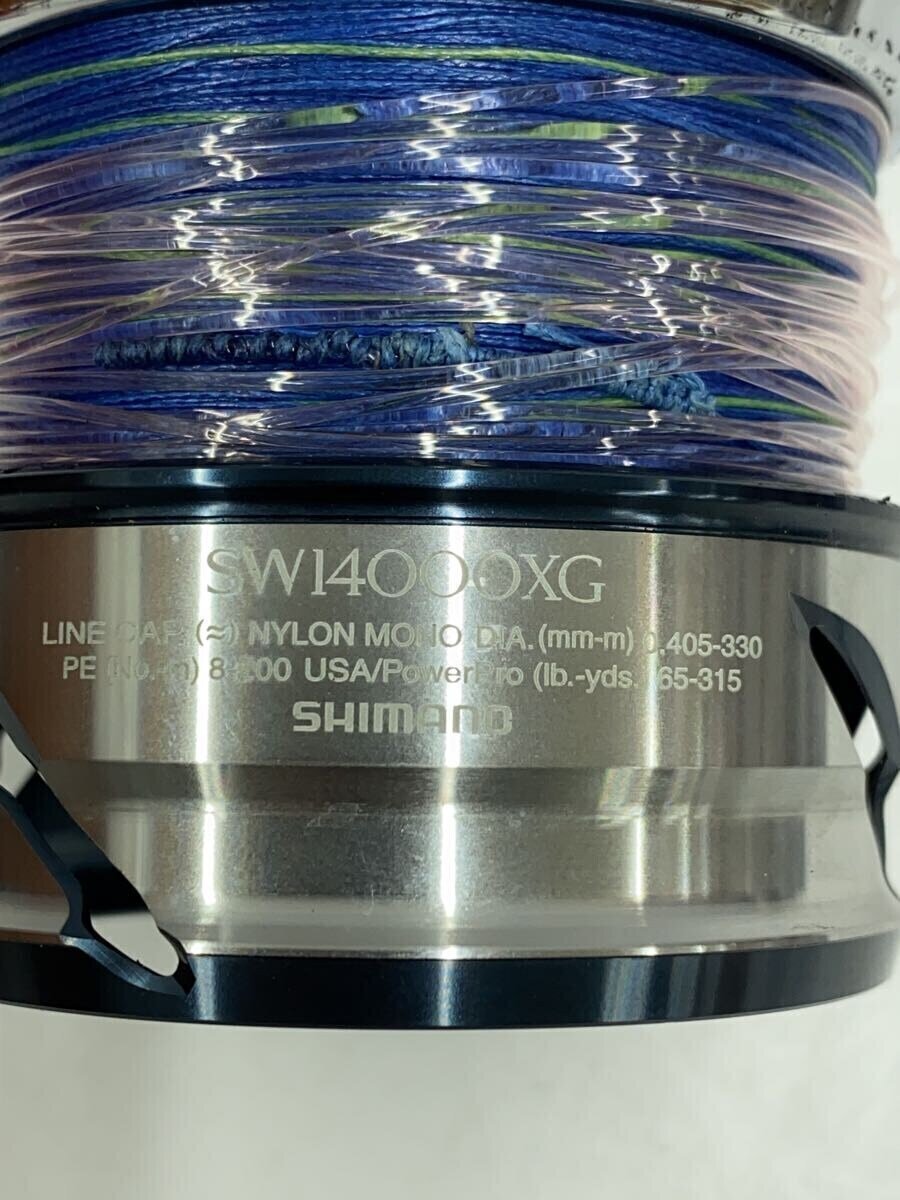 SW14000XG
LINE CAP. (≈) NYLON MONO DIA. (mm-m) 0.405-330
PE (No.-m) 8-200 USA/PowerPro (lb.-yds. 65-315
SHIMANO